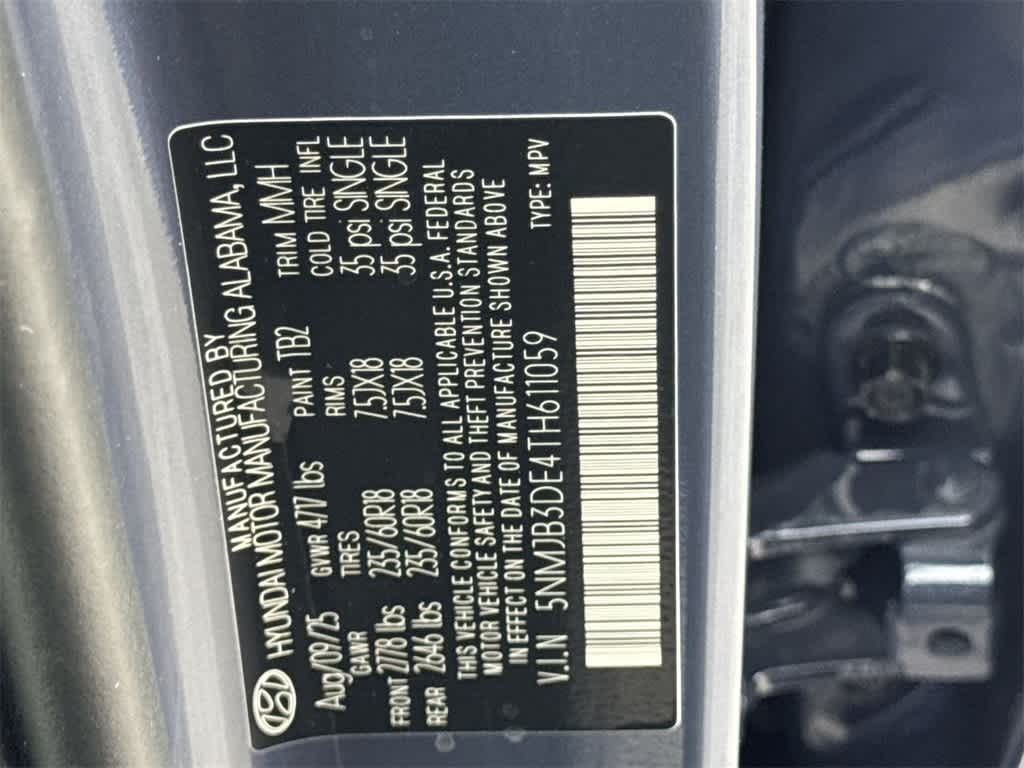 MANUFACTURED BY
HYUNDAI MOTOR MANUFACTURING ALABAMA, LLC
Aug/09/25 GVWR 4717 lbs PAINT TB2 TRIM MMH
GAWR TIRES RIMS COLD TIRE INFL
FRONT 2778 lbs 235/60R18 7.5JX18 35 psi SINGLE
REAR 2646 lbs 235/60R18 7.5JX18 35 psi SINGLE
THIS VEHICLE CONFORMS TO ALL APPLICABLE U.S.A. FEDERAL
MOTOR VEHICLE SAFETY AND THEFT PREVENTION STANDARDS
IN EFFECT ON THE DATE OF MANUFACTURE SHOWN ABOVE
V.I.N 5NMJB3DE4TH611059 TYPE: MPV